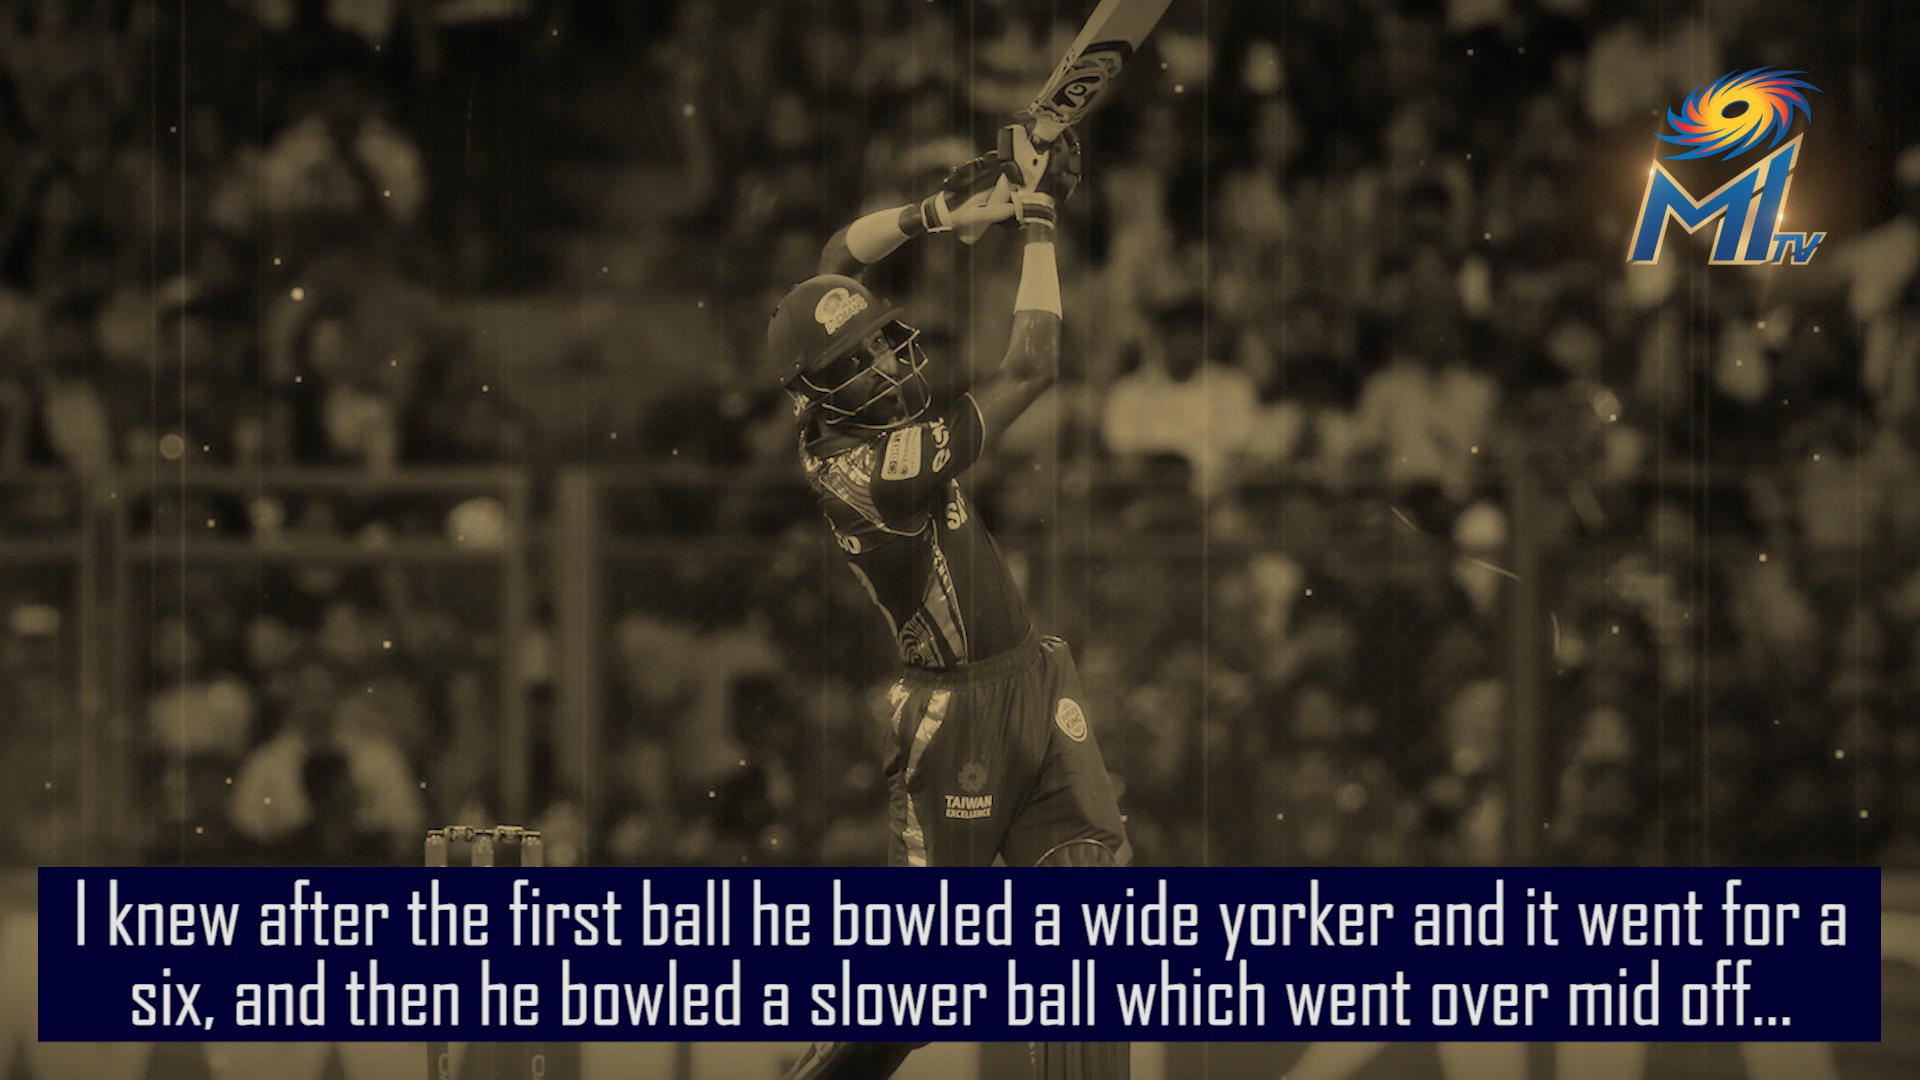 MI TV
INDIANS
TAIWAN
EXCELLENCE
I knew after the first ball he bowled a wide yorker and it went for a
six, and then he bowled a slower ball which went over mid off...